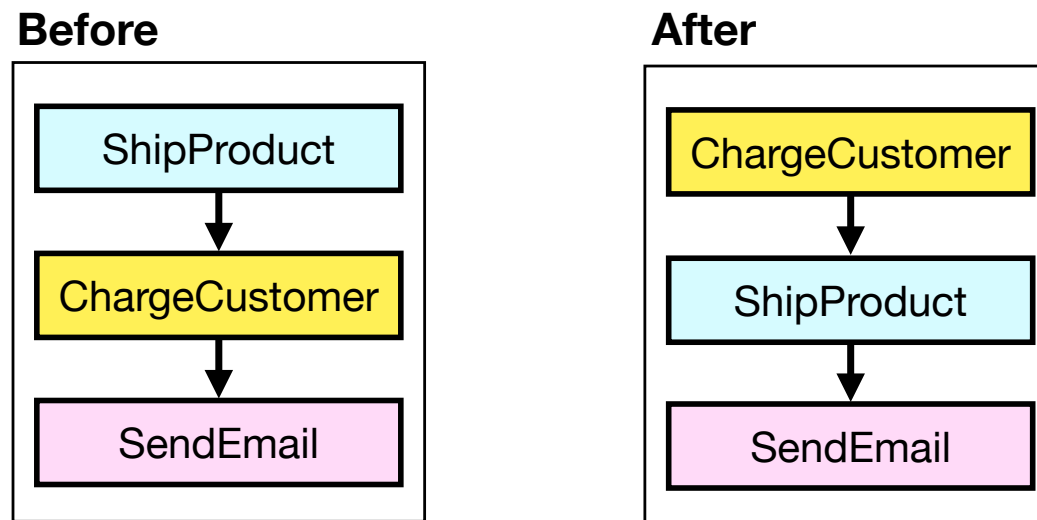 Before
ShipProduct
ChargeCustomer
SendEmail
After
ChargeCustomer
ShipProduct
SendEmail